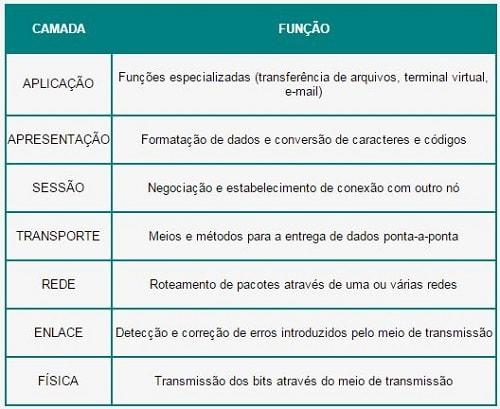 CAMADA FUNÇÃO
APLICAÇÃO Funções especializadas (transferência de arquivos, terminal virtual,
e-mail)
APRESENTAÇÃO Formatação de dados e conversão de caracteres e códigos
SESSÃO Negociação e estabelecimento de conexão com outro nó
TRANSPORTE Meios e métodos para a entrega de dados ponta-a-ponta
REDE Roteamento de pacotes através de uma ou várias redes
ENLACE Detecção e correção de erros introduzidos pelo meio de transmissão
FÍSICA Transmissão dos bits através do meio de transmissão